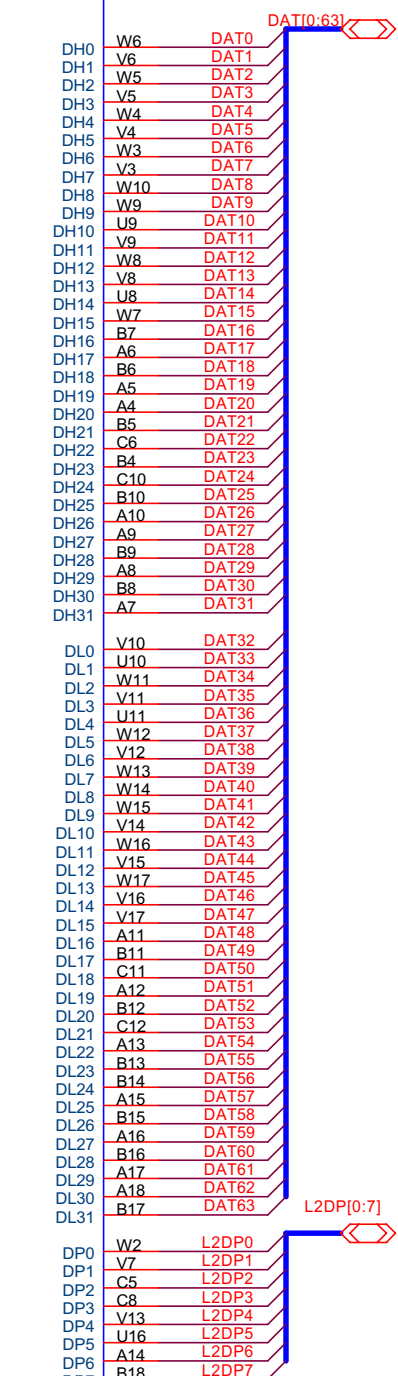 DAT[0:63]
DH0 W6 DAT0
DH1 V6 DAT1
DH2 W5 DAT2
DH3 V5 DAT3
DH4 W4 DAT4
DH5 V4 DAT5
DH6 W3 DAT6
DH7 V3 DAT7
DH8 W10 DAT8
DH9 W9 DAT9
DH10 U9 DAT10
DH11 V9 DAT11
DH12 W8 DAT12
DH13 V8 DAT13
DH14 U8 DAT14
DH15 W7 DAT15
DH16 B7 DAT16
DH17 A6 DAT17
DH18 B6 DAT18
DH19 A5 DAT19
DH20 A4 DAT20
DH21 B5 DAT21
DH22 C6 DAT22
DH23 B4 DAT23
DH24 C10 DAT24
DH25 B10 DAT25
DH26 A10 DAT26
DH27 A9 DAT27
DH28 B9 DAT28
DH29 A8 DAT29
DH30 B8 DAT30
DH31 A7 DAT31
DL0 V10 DAT32
DL1 U10 DAT33
DL2 W11 DAT34
DL3 V11 DAT35
DL4 U11 DAT36
DL5 W12 DAT37
DL6 V12 DAT38
DL7 W13 DAT39
DL8 W14 DAT40
DL9 W15 DAT41
DL10 V14 DAT42
DL11 W16 DAT43
DL12 V15 DAT44
DL13 W17 DAT45
DL14 V16 DAT46
DL15 V17 DAT47
DL16 A11 DAT48
DL17 B11 DAT49
DL18 C11 DAT50
DL19 A12 DAT51
DL20 B12 DAT52
DL21 C12 DAT53
DL22 A13 DAT54
DL23 B13 DAT55
DL24 B14 DAT56
DL25 A15 DAT57
DL26 B15 DAT58
DL27 A16 DAT59
DL28 B16 DAT60
DL29 A17 DAT61
DL30 A18 DAT62
DL31 B17 DAT63
L2DP[0:7]
DP0 W2 L2DP0
DP1 V7 L2DP1
DP2 C5 L2DP2
DP3 C8 L2DP3
DP4 V13 L2DP4
DP5 U16 L2DP5
DP6 A14 L2DP6
B18 L2DP7